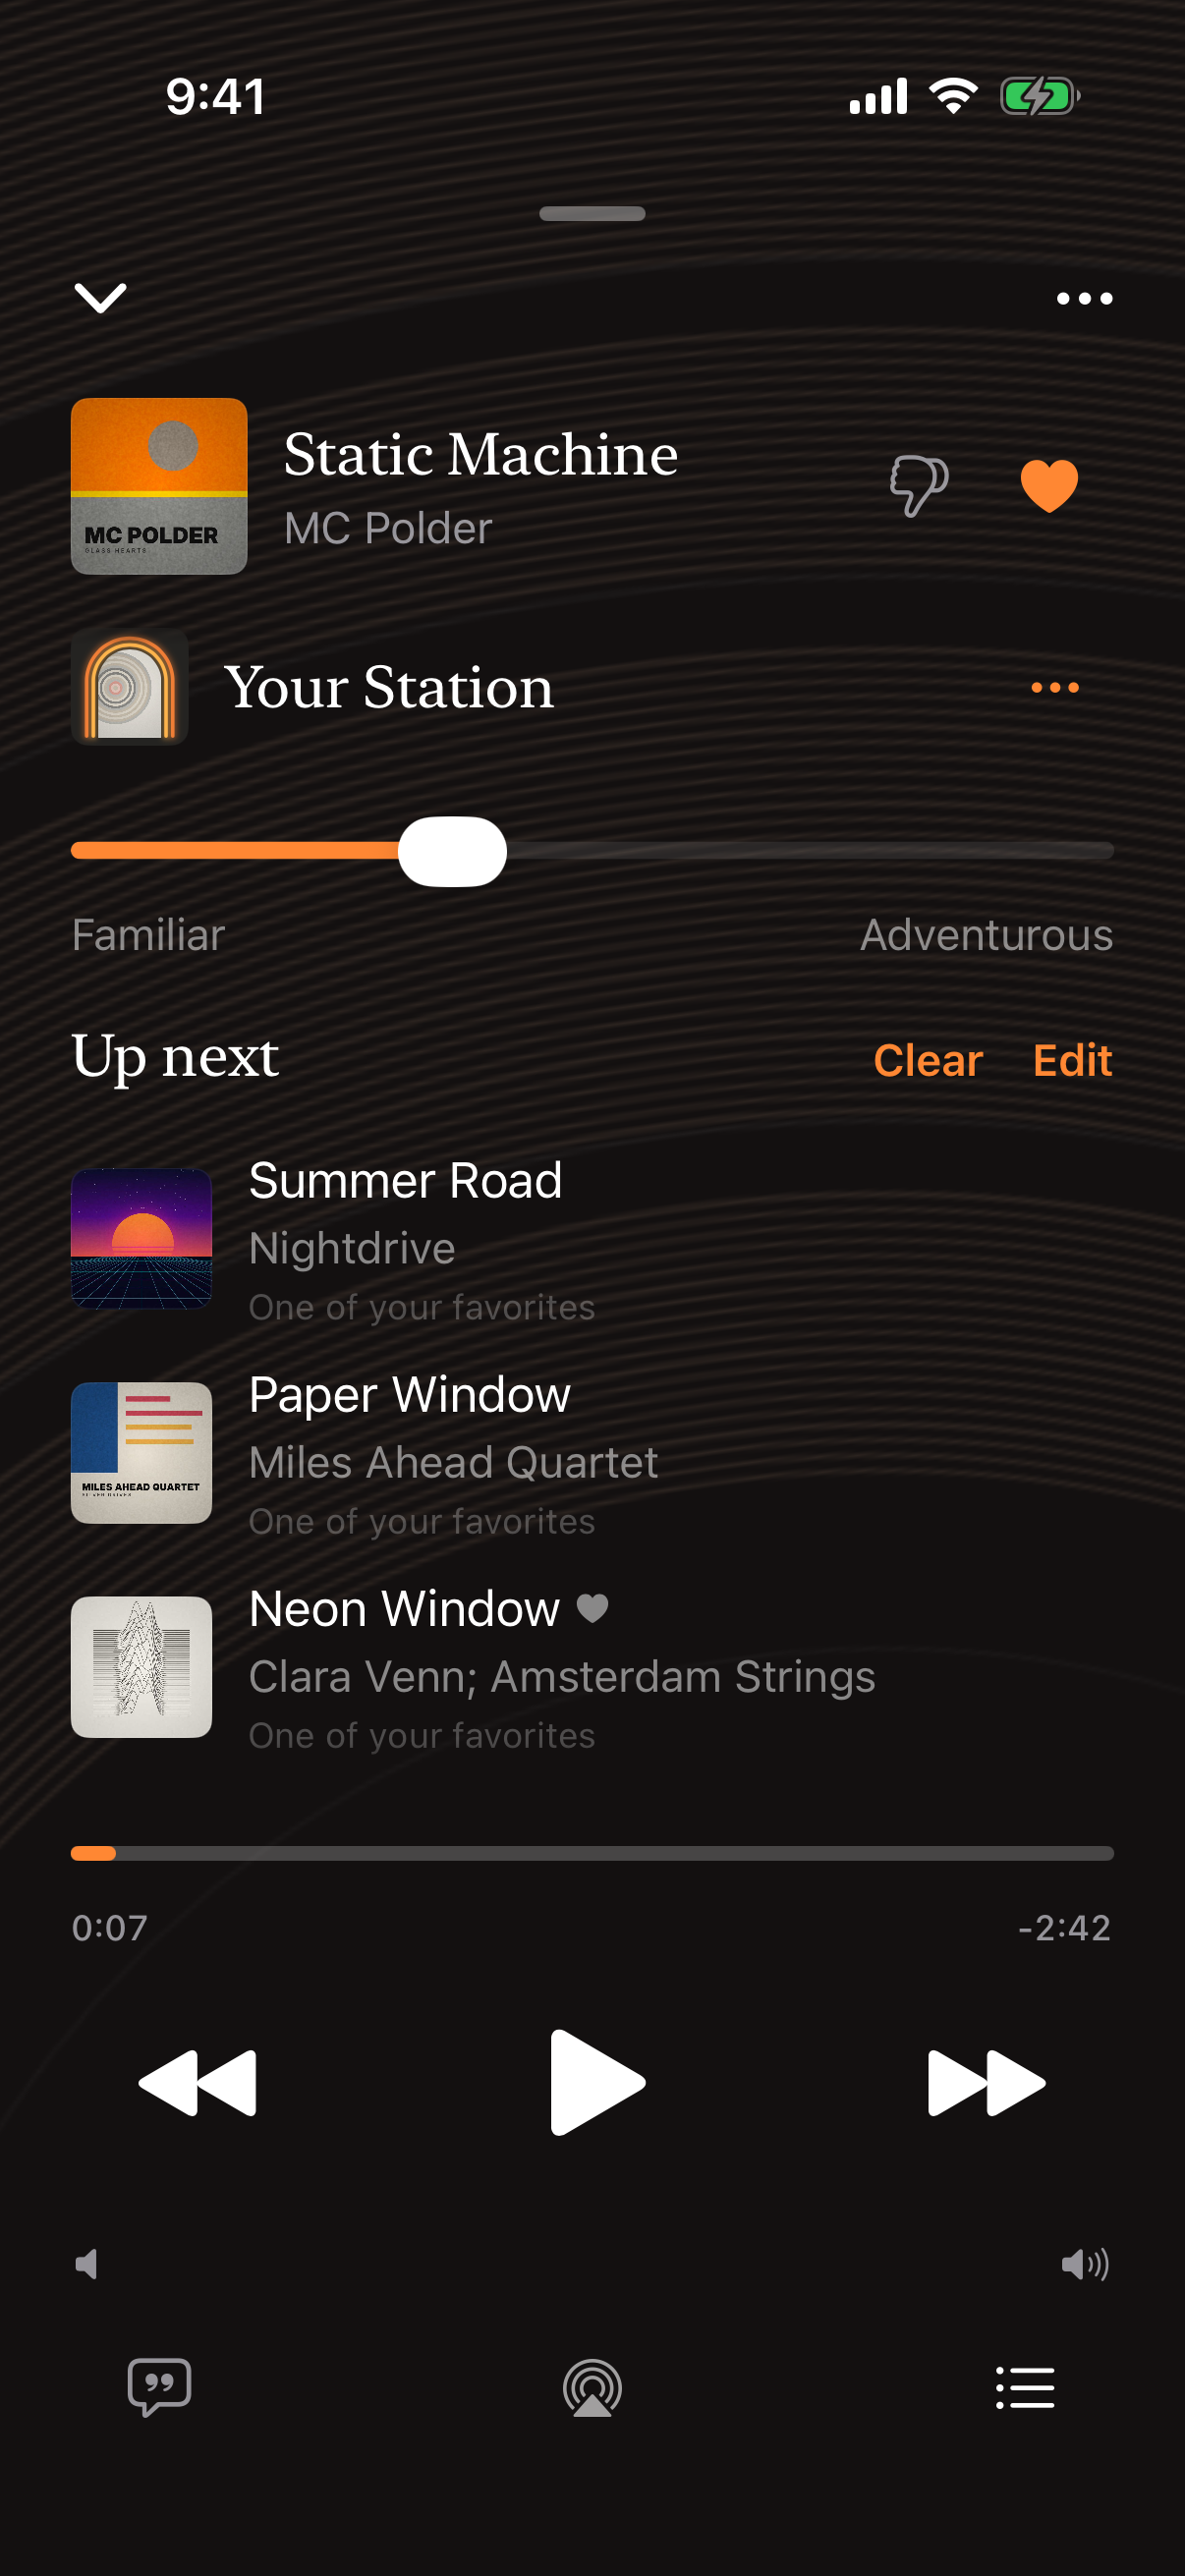 9:41
Static Machine
MC Polder
MC POLDER
GLASS HEARTS
Your Station
Familiar
Adventurous
Up next
Clear
Edit
Summer Road
Nightdrive
One of your favorites
Paper Window
Miles Ahead Quartet
MILES AHEAD QUARTET
One of your favorites
Neon Window
Clara Venn; Amsterdam Strings
One of your favorites
0:07
-2:42